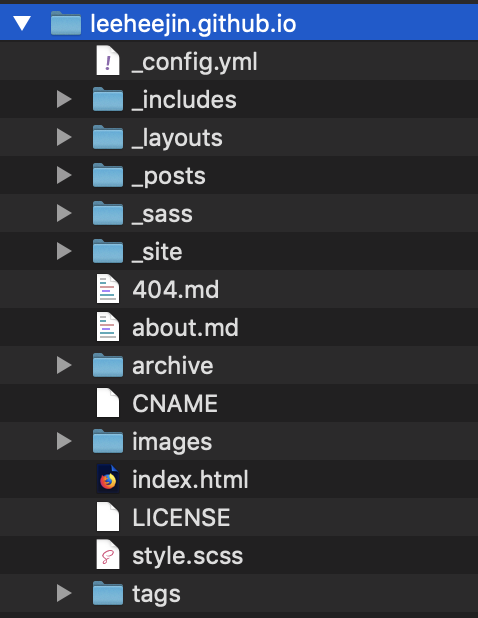 leeheejin.github.io
_config.yml
_includes
_layouts
_posts
_sass
_site
404.md
about.md
archive
CNAME
images
index.html
LICENSE
style.scss
tags